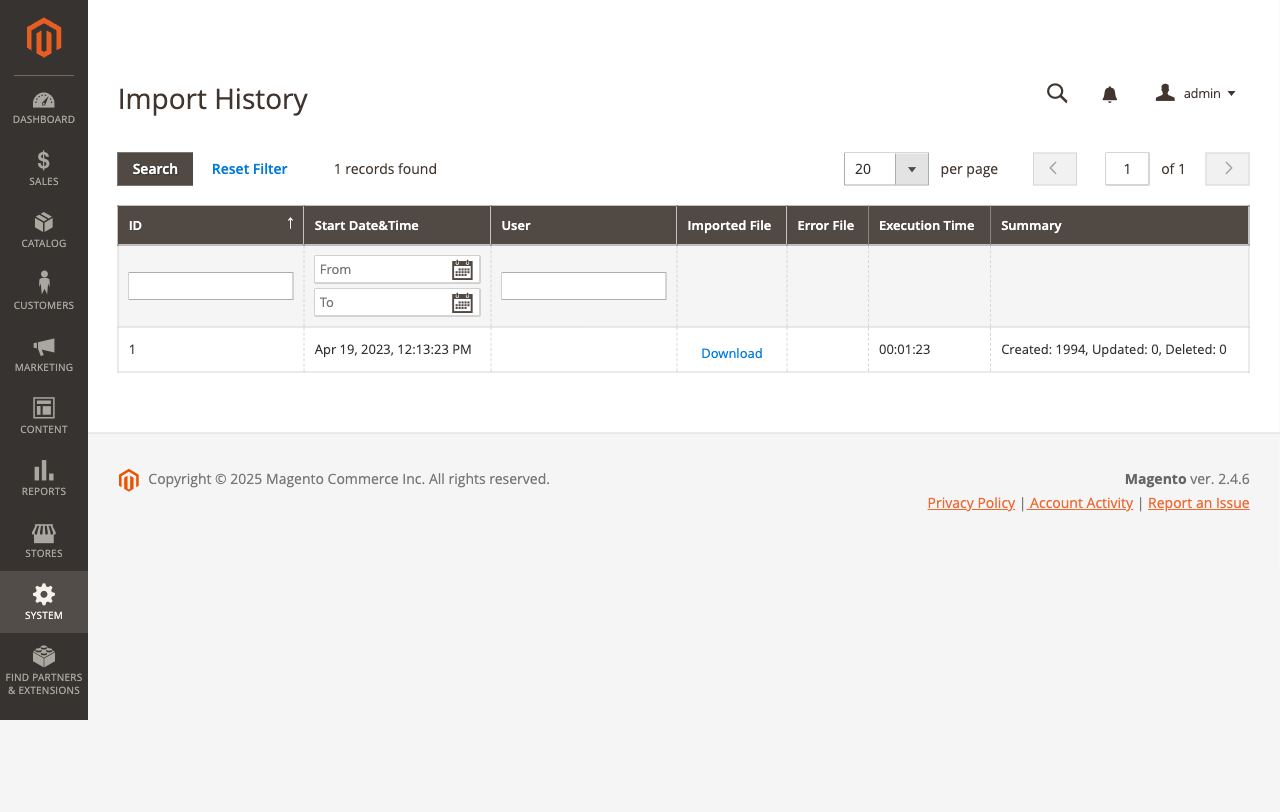 Import History
admin
Search
Reset Filter
1 records found
20
per page
1
of 1
ID
Start Date&Time
User
Imported File
Error File
Execution Time
Summary
From
To
1
Apr 19, 2023, 12:13:23 PM
Download
00:01:23
Created: 1994, Updated: 0, Deleted: 0
DASHBOARD
SALES
CATALOG
CUSTOMERS
MARKETING
CONTENT
REPORTS
STORES
SYSTEM
FIND PARTNERS
& EXTENSIONS
Copyright © 2025 Magento Commerce Inc. All rights reserved.
Magento ver. 2.4.6
Privacy Policy | Account Activity | Report an Issue